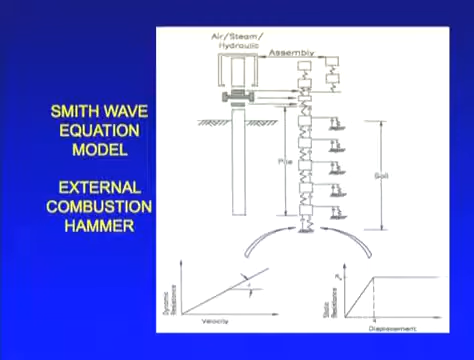 SMITH WAVE
EQUATION
MODEL
EXTERNAL
COMBUSTION
HAMMER
Air/Steam/
Hydraulic
Assembly
Pile
Soil
Dynamic
Resistance
Velocity
Static
Resistance
Displacement